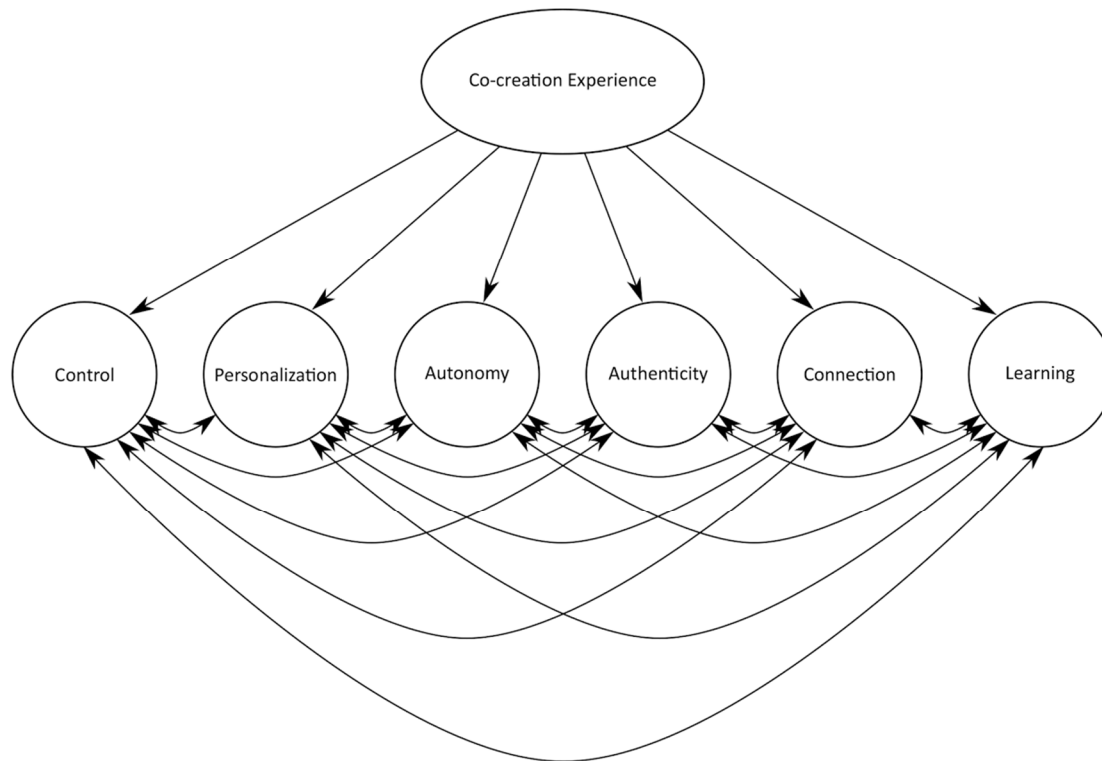 Co-creation Experience
Control
Personalization
Autonomy
Authenticity
Connection
Learning